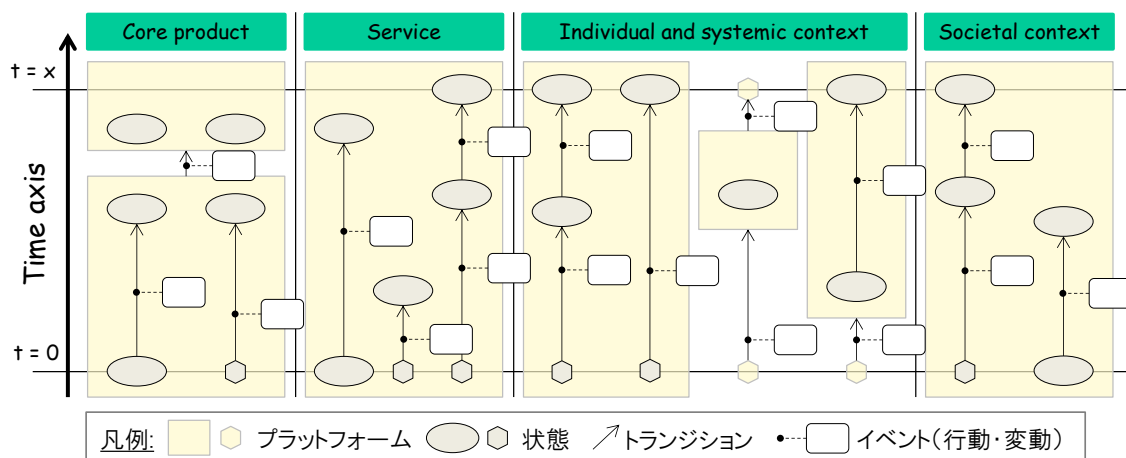 Core product
Service
Individual and systemic context
Societal context
t = x
Time axis
t = 0
凡例: プラットフォーム 状態 トランジション イベント(行動・変動)